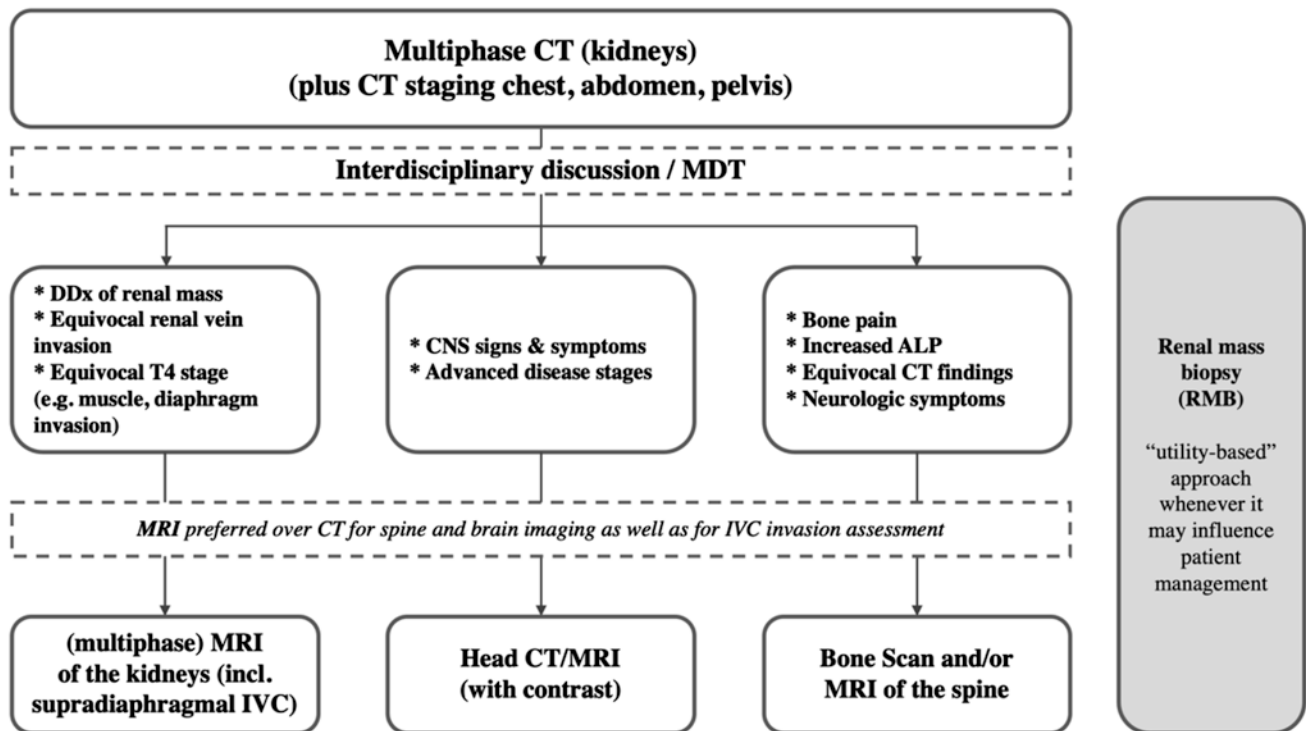 Multiphase CT (kidneys)
(plus CT staging chest, abdomen, pelvis)
Interdisciplinary discussion / MDT
* DDx of renal mass
* Equivocal renal vein
invasion
* Equivocal T4 stage
(e.g. muscle, diaphragm
invasion)
* CNS signs & symptoms
* Advanced disease stages
* Bone pain
* Increased ALP
* Equivocal CT findings
* Neurologic symptoms
MRI preferred over CT for spine and brain imaging as well as for IVC invasion assessment
(multiphase) MRI
of the kidneys (incl.
supradiaphragmal IVC)
Head CT/MRI
(with contrast)
Bone Scan and/or
MRI of the spine
Renal mass
biopsy
(RMB)
“utility-based”
approach
whenever it
may influence
patient
management